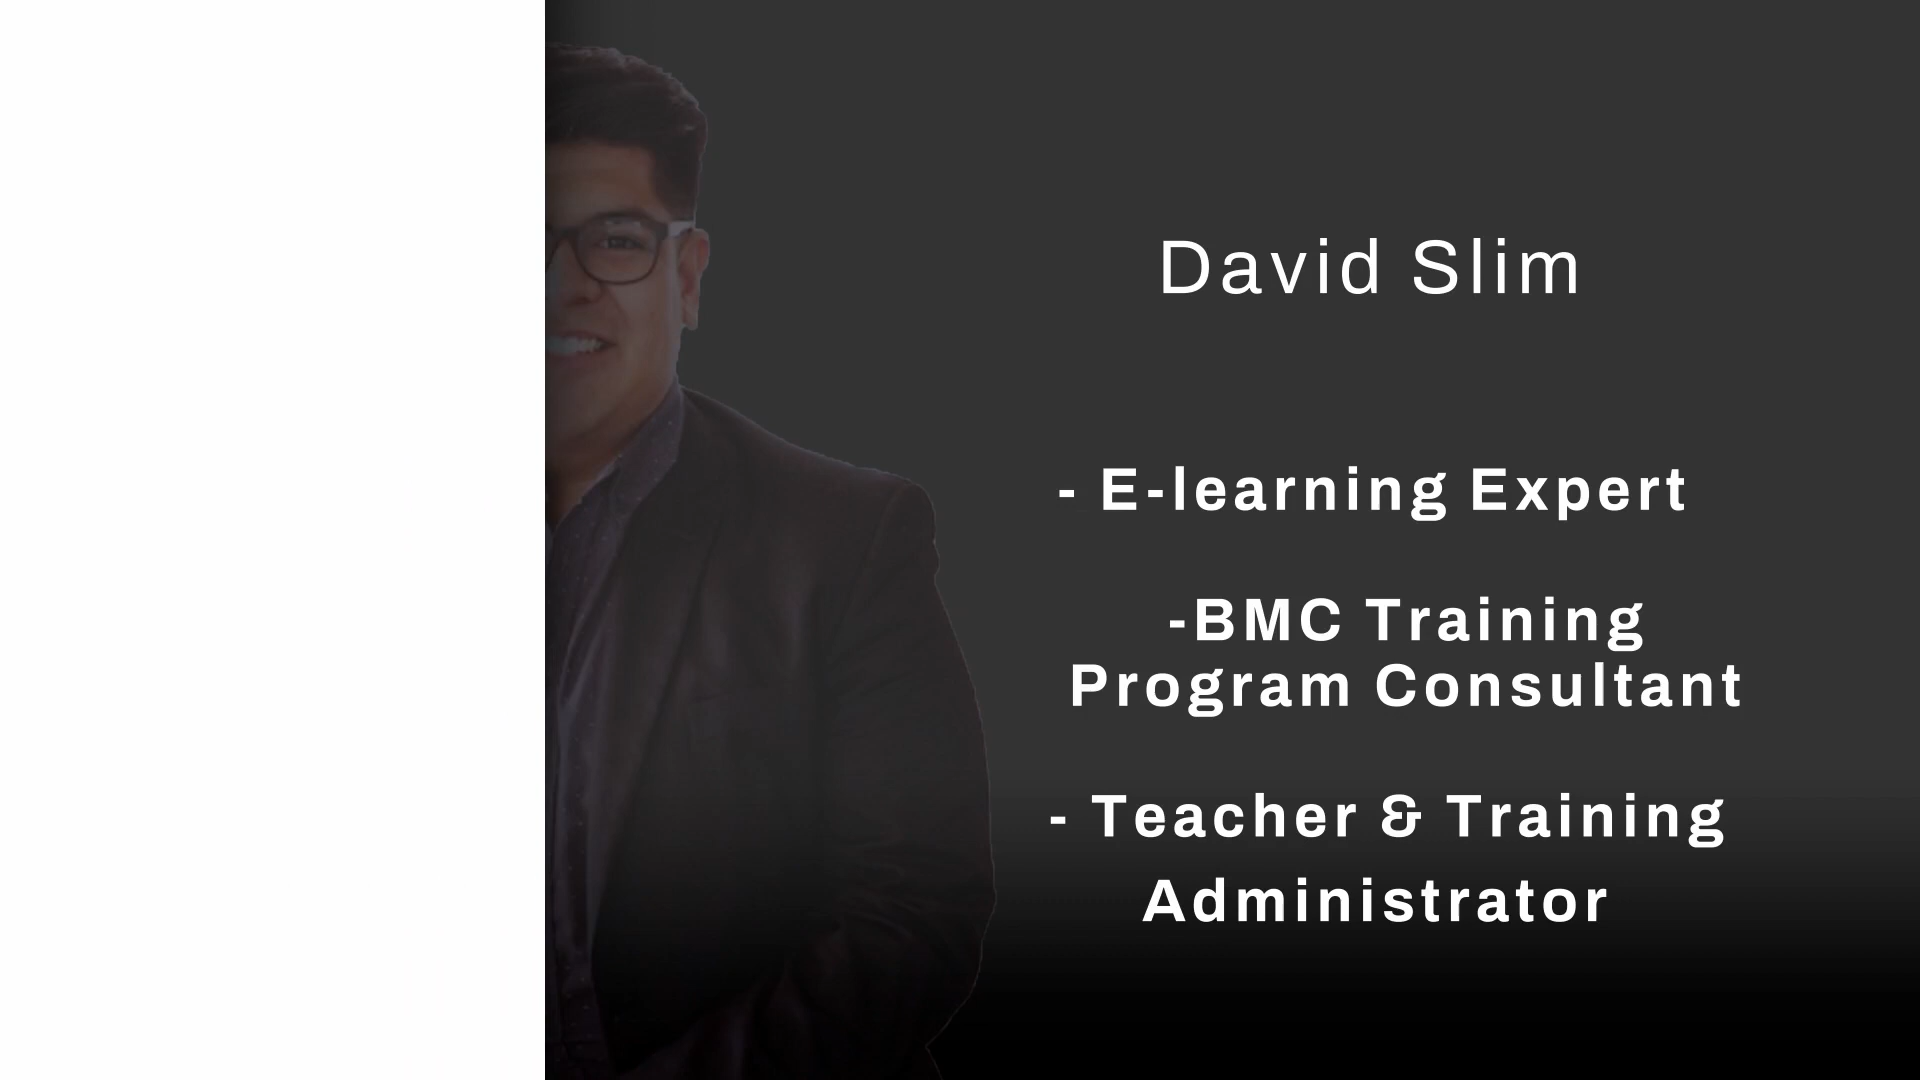 David Slim
- E-learning Expert
-BMC Training
Program Consultant
- Teacher & Training
Administrator